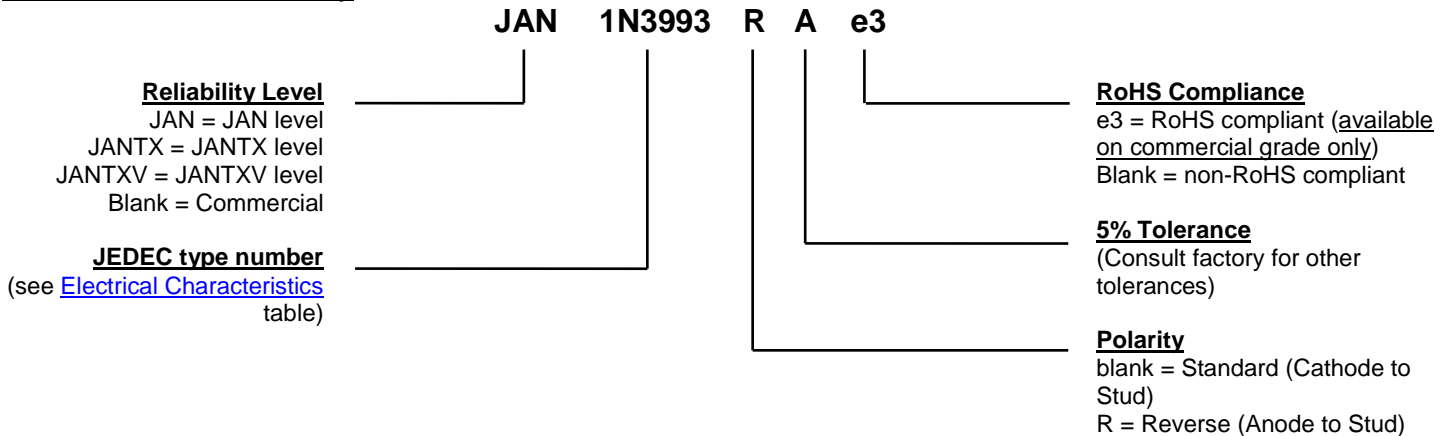 JAN 1N3993 R A e3
Reliability Level
JAN = JAN level
JANTX = JANTX level
JANTXV = JANTXV level
Blank = Commercial
JEDEC type number
(see Electrical Characteristics
table)
RoHS Compliance
e3 = RoHS compliant (available
on commercial grade only)
Blank = non-RoHS compliant
5% Tolerance
(Consult factory for other
tolerances)
Polarity
blank = Standard (Cathode to
Stud)
R = Reverse (Anode to Stud)